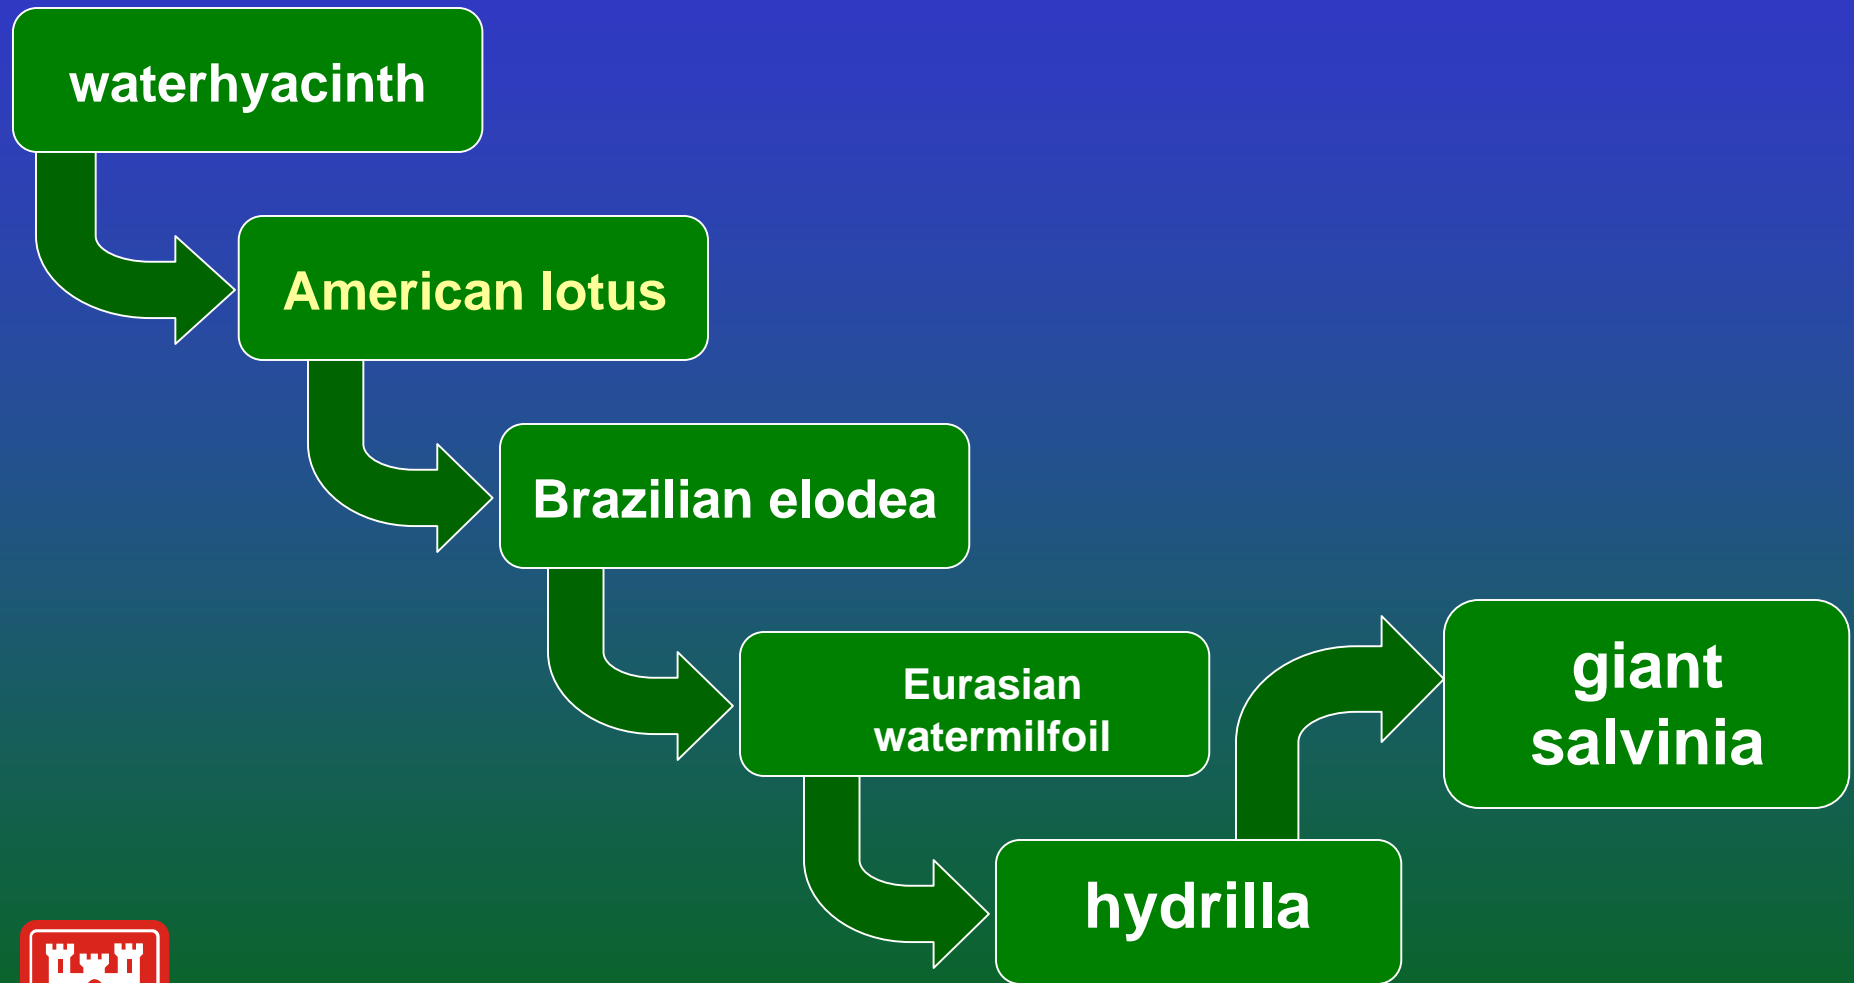 waterhyacinth
American lotus
Brazilian elodea
Eurasian
watermilfoil
giant
salvinia
hydrilla